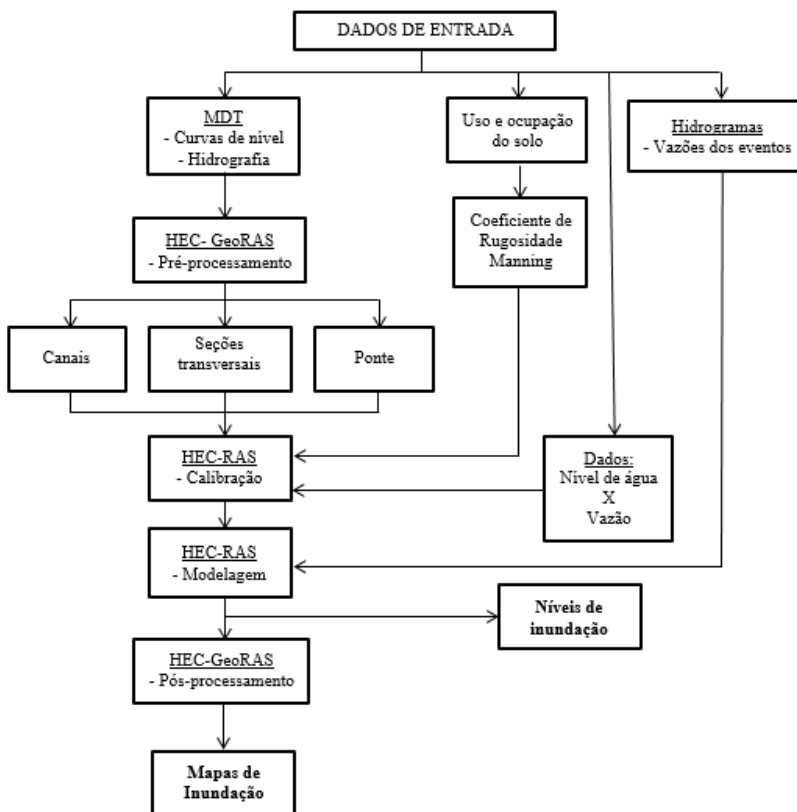 DADOS DE ENTRADA
MDT
- Curvas de nível
- Hidrografia
Uso e ocupação
do solo
Hidrogramas
- Vazões dos eventos
HEC- GeoRAS
- Pré-processamento
Coeficiente de
Rugosidade
Manning
Canais
Seções
transversais
Ponte
HEC-RAS
- Calibração
Dados:
Nível de água
X
Vazão
HEC-RAS
- Modelagem
Níveis de
inundação
HEC-GeoRAS
- Pós-processamento
Mapas de
Inundação